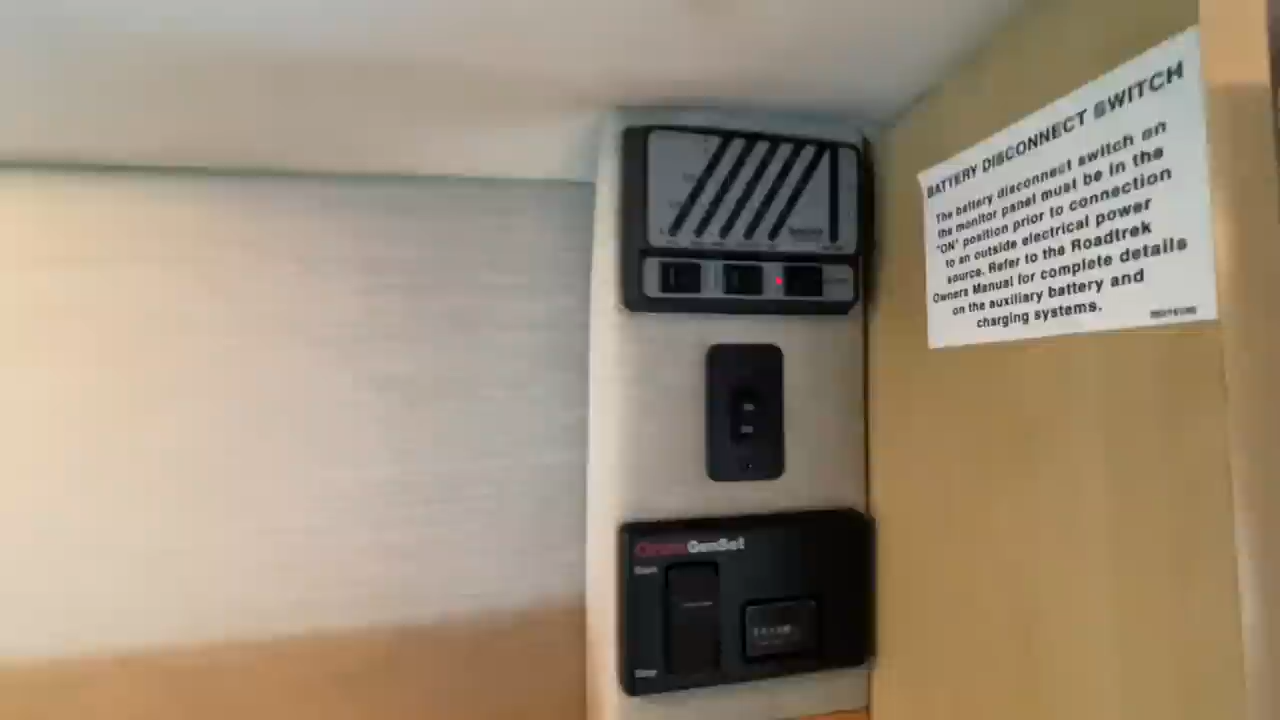 BATTERY DISCONNECT SWITCH
The battery disconnect switch on
the monitor panel must be in the
"ON" position prior to connection
to an outside electrical power
source. Refer to the Roadtrek
Owners Manual for complete details
on the auxiliary battery and
charging systems.
GenSet
Start
Stop